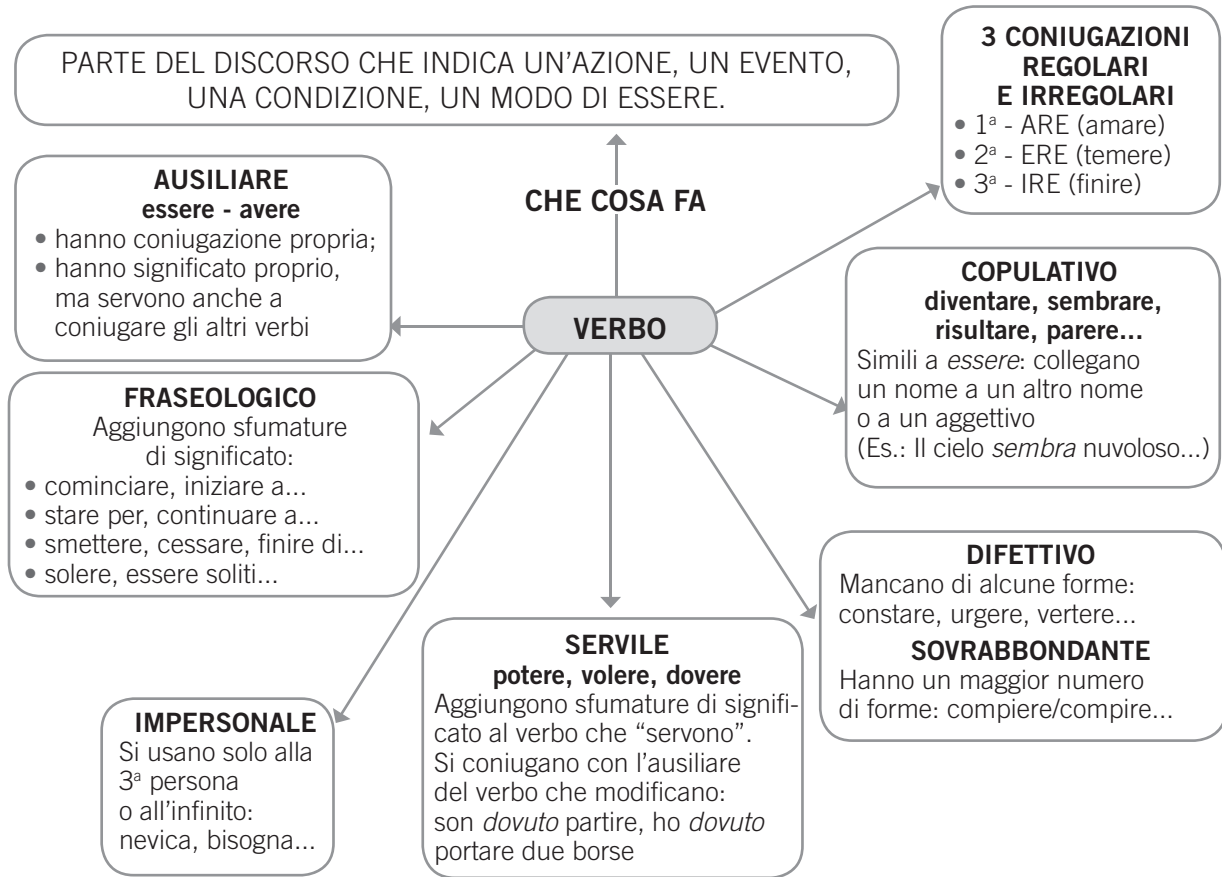 PARTE DEL DISCORSO CHE INDICA UN'AZIONE, UN EVENTO,
UNA CONDIZIONE, UN MODO DI ESSERE.
3 CONIUGAZIONI
REGOLARI
E IRREGOLARI
• 1ª - ARE (amare)
• 2ª - ERE (temere)
• 3ª - IRE (finire)
CHE COSA FA
AUSILIARE
essere - avere
• hanno coniugazione propria;
• hanno significato proprio,
ma servono anche a
coniugare gli altri verbi
VERBO
COPULATIVO
diventare, sembrare,
risultare, parere...
Simili a essere: collegano
un nome a un altro nome
o a un aggettivo
(Es.: Il cielo sembra nuvoloso...)
FRASEOLOGICO
Aggiungono sfumature
di significato:
• cominciare, iniziare a...
• stare per, continuare a...
• smettere, cessare, finire di...
• solere, essere soliti...
DIFETTIVO
Mancano di alcune forme:
constare, urgere, vertere...
SOVRABBONDANTE
Hanno un maggior numero
di forme: compiere/compire...
SERVILE
potere, volere, dovere
Aggiungono sfumature di signifi-
cato al verbo che “servono”.
Si coniugano con l'ausiliare
del verbo che modificano:
son dovuto partire, ho dovuto
portare due borse
IMPERSONALE
Si usano solo alla
3ª persona
o all'infinito:
nevica, bisogna...